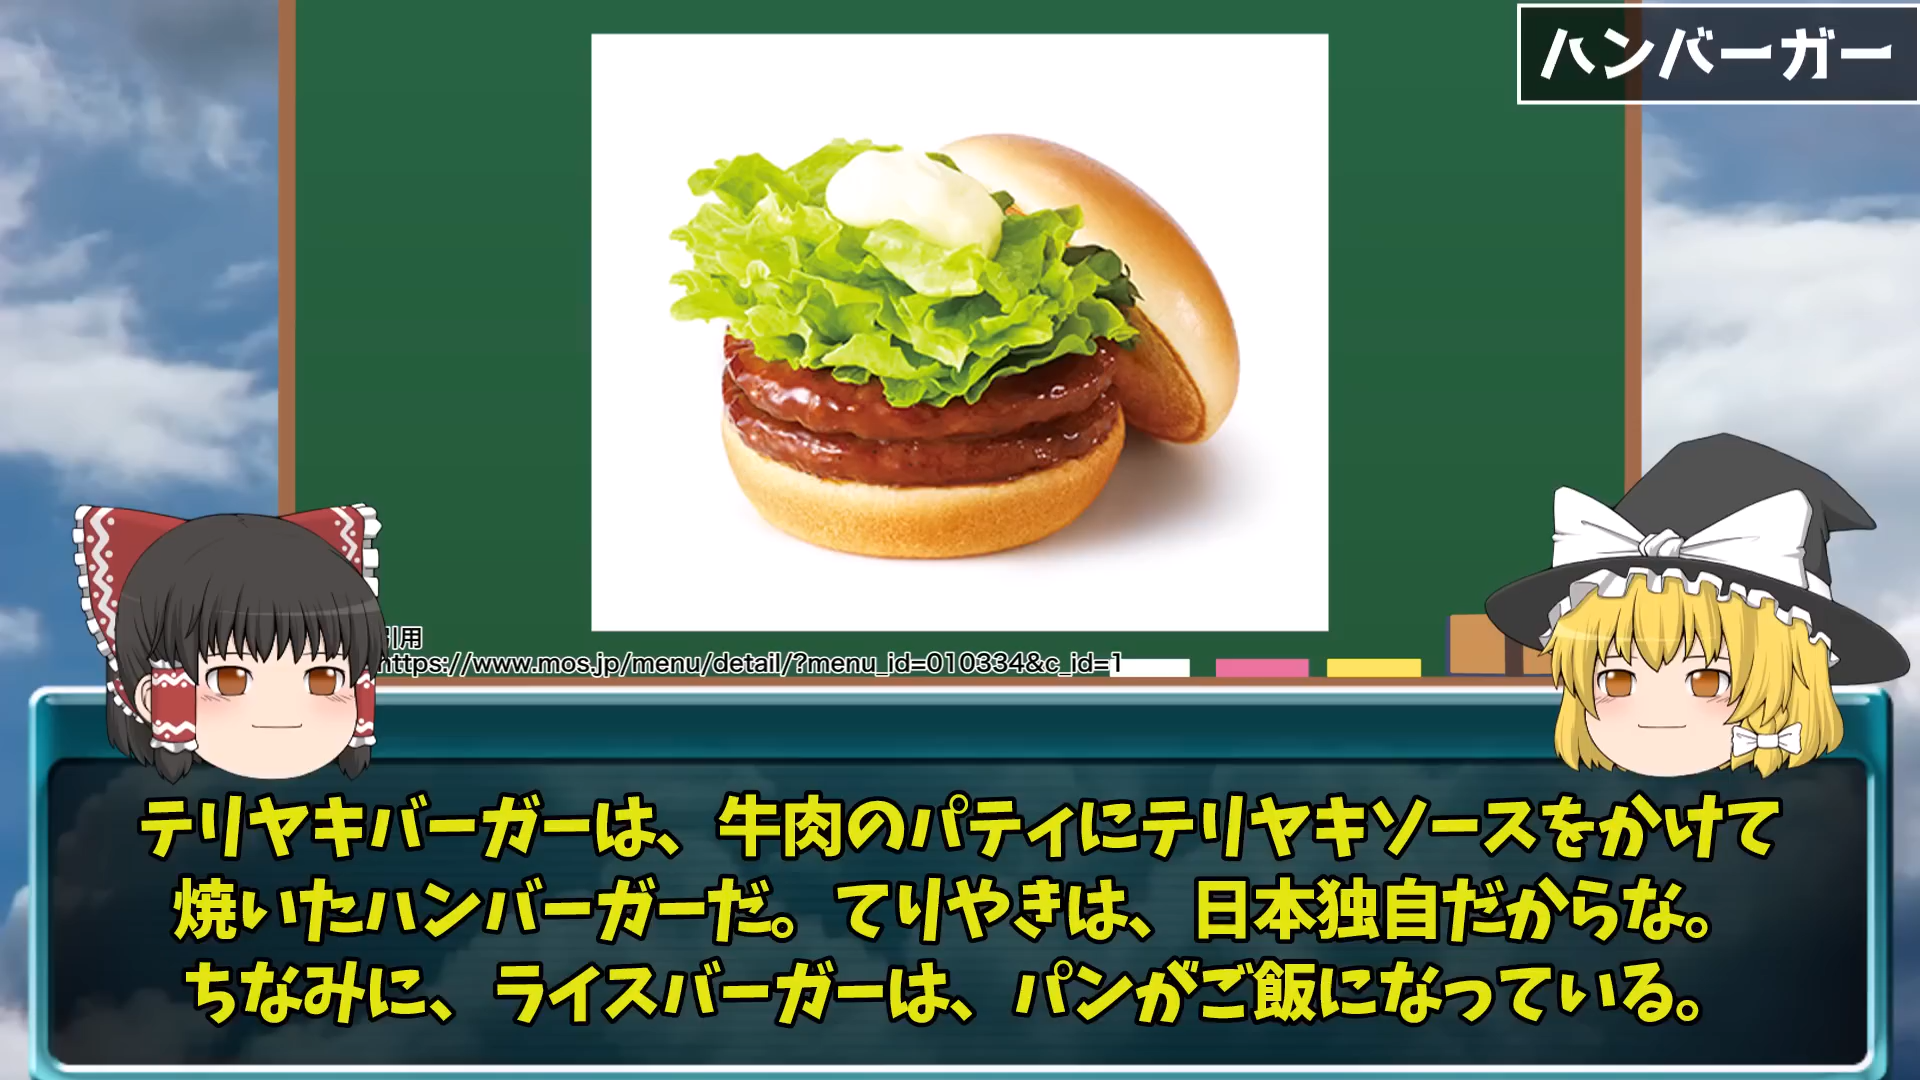 ハンバーガー
引用
https://www.mos.jp/menu/detail/?menu_id=010334&c_id=1
テリヤキバーガーは、牛肉のパティにテリヤキソースをかけて
焼いたハンバーガーだ。てりやきは、日本独自だからな。
ちなみに、ライスバーガーは、パンがご飯になっている。